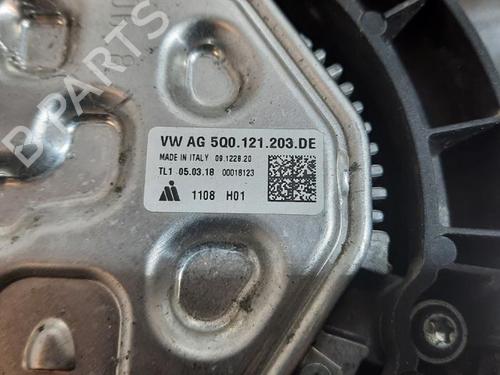 VW AG 5Q0.121.203.DE
MADE IN ITALY 09.1228.20
TL1 05.03.18 00018123
1108 H01